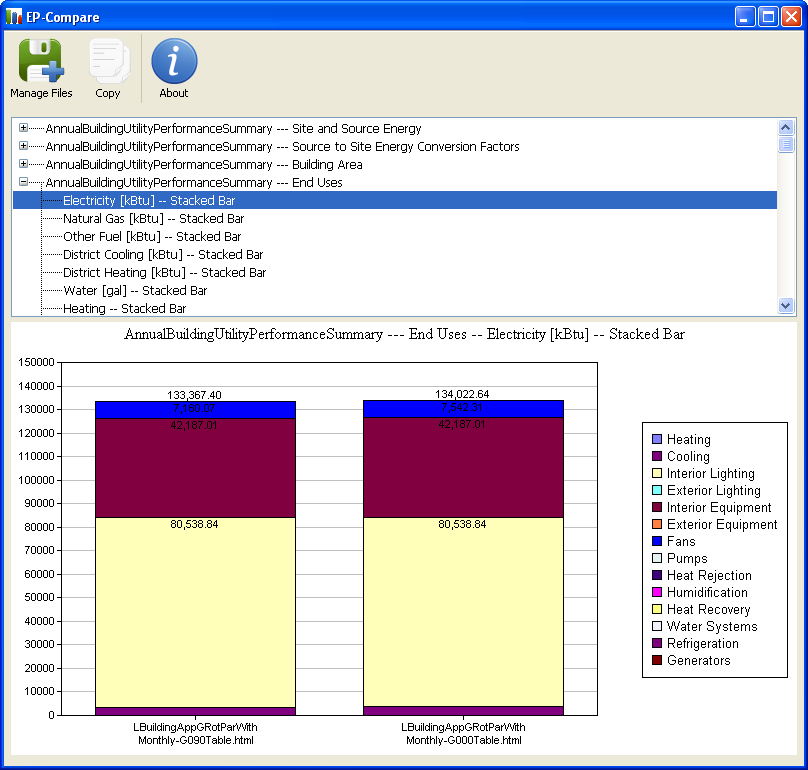 EP-Compare
Manage Files
Copy
About
AnnualBuildingUtilityPerformanceSummary --- Site and Source Energy
AnnualBuildingUtilityPerformanceSummary --- Source to Site Energy Conversion Factors
AnnualBuildingUtilityPerformanceSummary --- Building Area
AnnualBuildingUtilityPerformanceSummary --- End Uses
Electricity [kBtu] -- Stacked Bar
Natural Gas [kBtu] -- Stacked Bar
Other Fuel [kBtu] -- Stacked Bar
District Cooling [kBtu] -- Stacked Bar
District Heating [kBtu] -- Stacked Bar
Water [gal] -- Stacked Bar
Heating -- Stacked Bar
AnnualBuildingUtilityPerformanceSummary --- End Uses -- Electricity [kBtu] -- Stacked Bar
150000
140000
130000
120000
110000
100000
90000
80000
70000
60000
50000
40000
30000
20000
10000
0
133,367.40
42,187.01
80,538.84
134,022.64
42,187.01
80,538.84
LBuildingAppGRotParWith
Monthly-G090Table.html
LBuildingAppGRotParWith
Monthly-G000Table.html
Heating
Cooling
Interior Lighting
Exterior Lighting
Interior Equipment
Exterior Equipment
Fans
Pumps
Heat Rejection
Humidification
Heat Recovery
Water Systems
Refrigeration
Generators